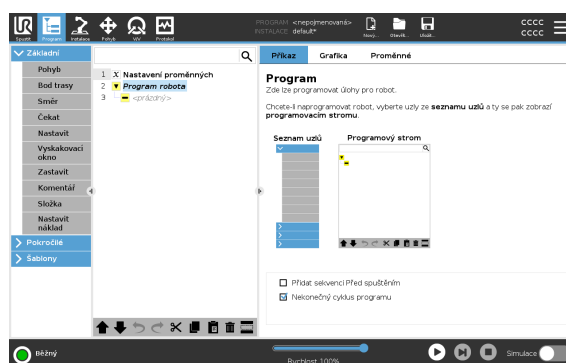 PROGRAM <nepojmenovaná>
INSTALACE default*
Spustit Program Instalace Pohyb V/V Protokol
Nový... Otevřít... Uložit...
CCCC
CCCC
Základní
Pohyb
Bod trasy
Směr
Čekat
Nastavit
Vyskakovací
okno
Zastavit
Komentář
Složka
Nastavit
náklad
Pokročilé
Šablony
1 X Nastavení proměnných
2 Program robota
3 <prázdný>
Příkaz Grafika Proměnné
Program
Zde lze programovat úlohy pro robot.
Chcete-li naprogramovat robot, vyberte uzly ze seznamu uzlů a ty se pak zobrazí
programovacím stromu.
Seznam uzlů Programový strom
Přidat sekvenci Před spuštěním
Nekonečný cyklus programu
Běžný
Rychlost 100%
Simulace